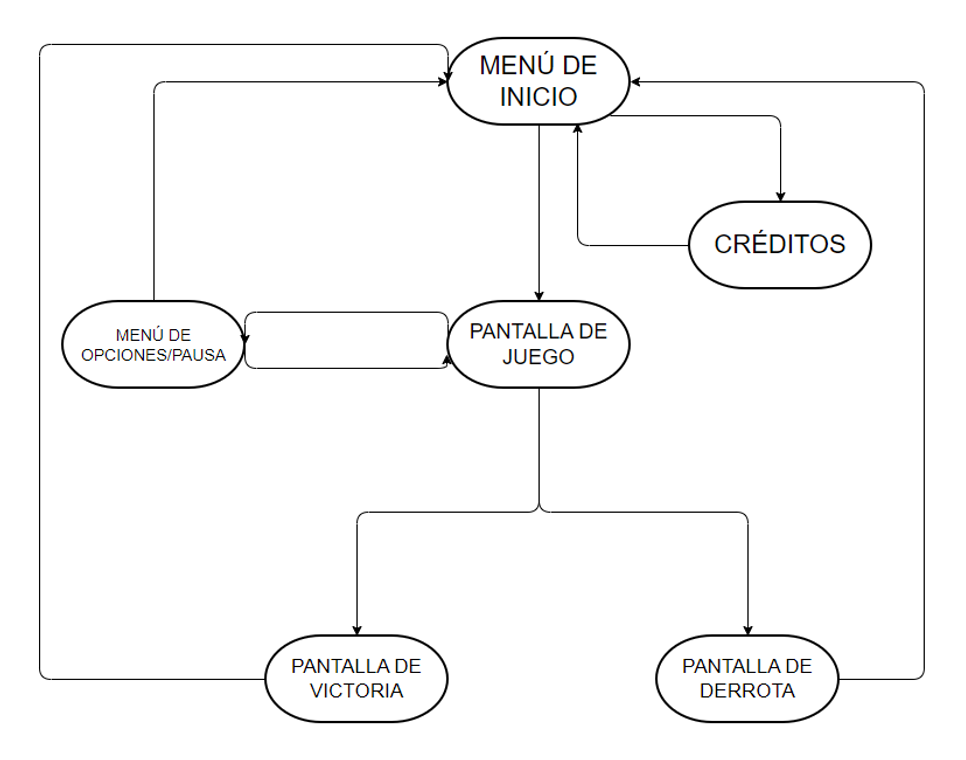 MENÚ DE
INICIO
CRÉDITOS
MENÚ DE
OPCIONES/PAUSA
PANTALLA DE
JUEGO
PANTALLA DE
VICTORIA
PANTALLA DE
DERROTA